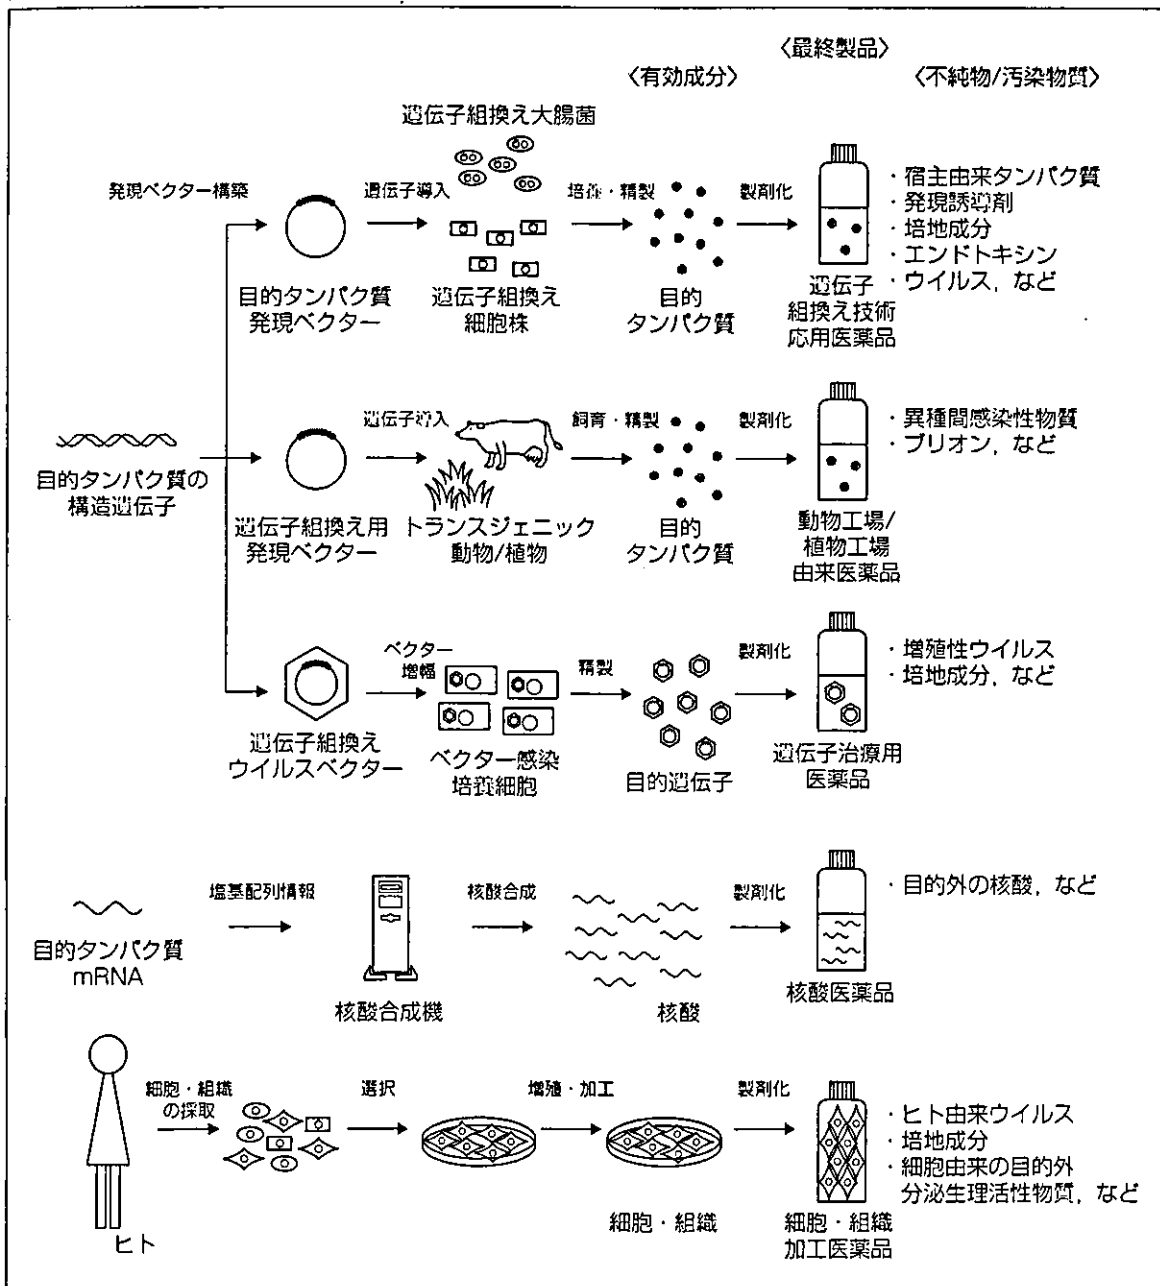 〈最終製品〉
〈有効成分〉
〈不純物/汚染物質〉
遺伝子組換え大腸菌
発現ベクター構築
遺伝子導入
培養・精製
製剤化
・宿主由来タンパク質
・発現誘導剤
・培地成分
・エンドトキシン
・ウイルス，など
目的タンパク質
発現ベクター
遺伝子組換え
細胞株
目的
タンパク質
遺伝子
組換え技術
応用医薬品
目的タンパク質の
構造遺伝子
遺伝子導入
飼育・精製
製剤化
・異種間感染性物質
・プリオン，など
遺伝子組換え用
発現ベクター
トランスジェニック
動物/植物
目的
タンパク質
動物工場/
植物工場
由来医薬品
ベクター
増幅
精製
製剤化
・増殖性ウイルス
・培地成分，など
遺伝子組換え
ウイルスベクター
ベクター感染
培養細胞
目的遺伝子
遺伝子治療用
医薬品
目的タンパク質
mRNA
塩基配列情報
核酸合成
製剤化
・目的外の核酸，など
核酸合成機
核酸
核酸医薬品
ヒト
細胞・組織
の採取
選択
増殖・加工
製剤化
・ヒト由来ウイルス
・培地成分
・細胞由来の目的外
分泌生理活性物質，など
細胞・組織
細胞・組織
加工医薬品